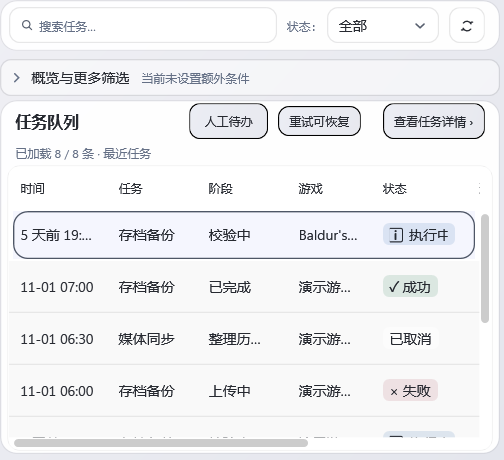 搜索任务...
状态: 全部
概览与更多筛选 当前未设置额外条件
任务队列 人工待办 重试可恢复 查看任务详情 ›
已加载 8 / 8 条 · 最近任务
时间 任务 阶段 游戏 状态
5 天前 19:... 存档备份 校验中 Baldur's... 执行中
11-01 07:00 存档备份 已完成 演示游... ✓ 成功
11-01 06:30 媒体同步 整理历... 演示游... 已取消
11-01 06:00 存档备份 上传中 演示游... × 失败